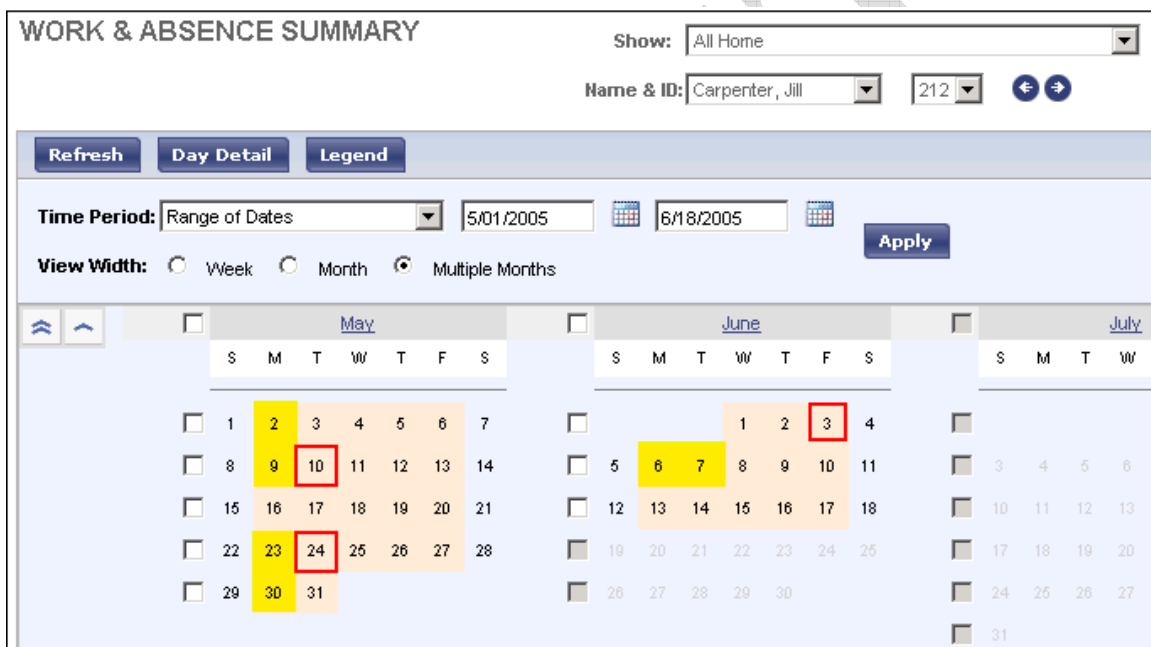 WORK & ABSENCE SUMMARY
Show: All Home
Name & ID: Carpenter, Jill 212
Refresh Day Detail Legend
Time Period: Range of Dates 5/01/2005 6/18/2005
Apply
View Width: Week Month Multiple Months
May June July
S M T W T F S S M T W T F S S M T W
1 2 3 4 5 6 7 1 2 3 4
8 9 10 11 12 13 14 5 6 7 8 9 10 11 3 4 5 6
15 16 17 18 19 20 21 12 13 14 15 16 17 18 10 11 12 13
22 23 24 25 26 27 28 19 20 21 22 23 24 25 17 18 19 20
29 30 31 26 27 28 29 30 24 25 26 27
31